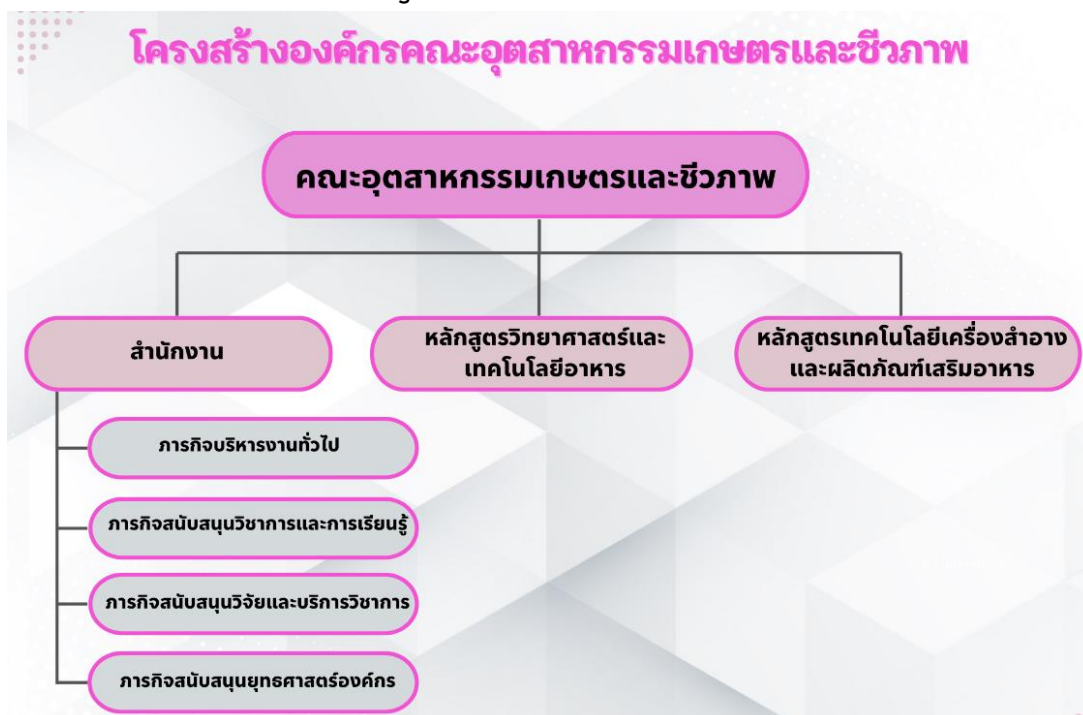 โครงสร้างองค์กรคณะอุตสาหกรรมเกษตรและชีวภาพ
คณะอุตสาหกรรมเกษตรและชีวภาพ
สำนักงาน
หลักสูตรวิทยาศาสตร์และ
เทคโนโลยีอาหาร
หลักสูตรเทคโนโลยีเครื่องสำอาง
และผลิตภัณฑ์เสริมอาหาร
ภารกิจบริหารงานทั่วไป
ภารกิจสนับสนุนวิชาการและการเรียนรู้
ภารกิจสนับสนุนวิจัยและบริการวิชาการ
ภารกิจสนับสนุนยุทธศาสตร์องค์กร